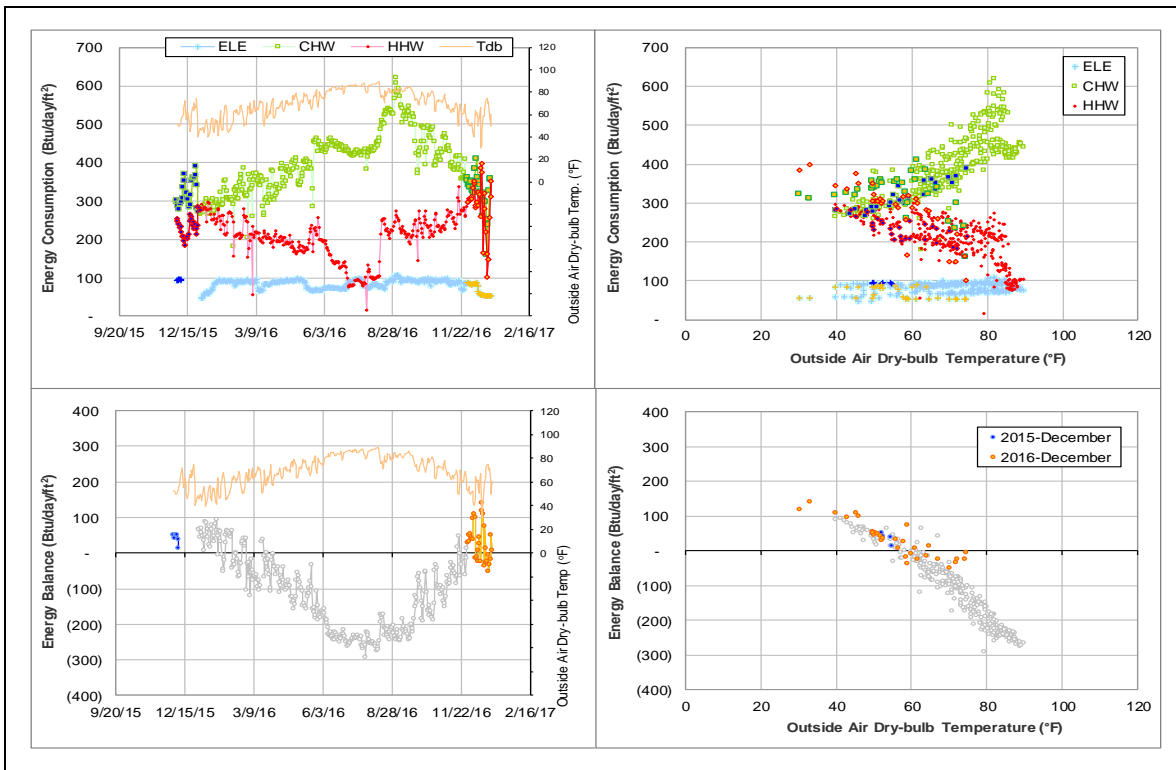 ELE CHW HHW Tdb
Energy Consumption (Btu/day/ft²)
700
600
500
400
300
200
100
-
120
100
80
60
40
20
0
Outside Air Dry-bulb Temp. (°F)
9/20/15 12/15/15 3/9/16 6/3/16 8/28/16 11/22/16 2/16/17
ELE
CHW
HHW
Energy Consumption (Btu/day/ft²)
700
600
500
400
300
200
100
-
0 20 40 60 80 100 120
Outside Air Dry-bulb Temperature (°F)
Energy Balance (Btu/day/ft²)
400
300
200
100
-
(100)
(200)
(300)
(400)
120
100
80
60
40
20
0
Outside Air Dry-bulb Temp (°F)
9/20/15 12/15/15 3/9/16 6/3/16 8/28/16 11/22/16 2/16/17
2015-December
2016-December
Energy Balance (Btu/day/ft²)
400
300
200
100
-
(100)
(200)
(300)
(400)
0 20 40 60 80 100 120
Outside Air Dry-bulb Temperature (°F)